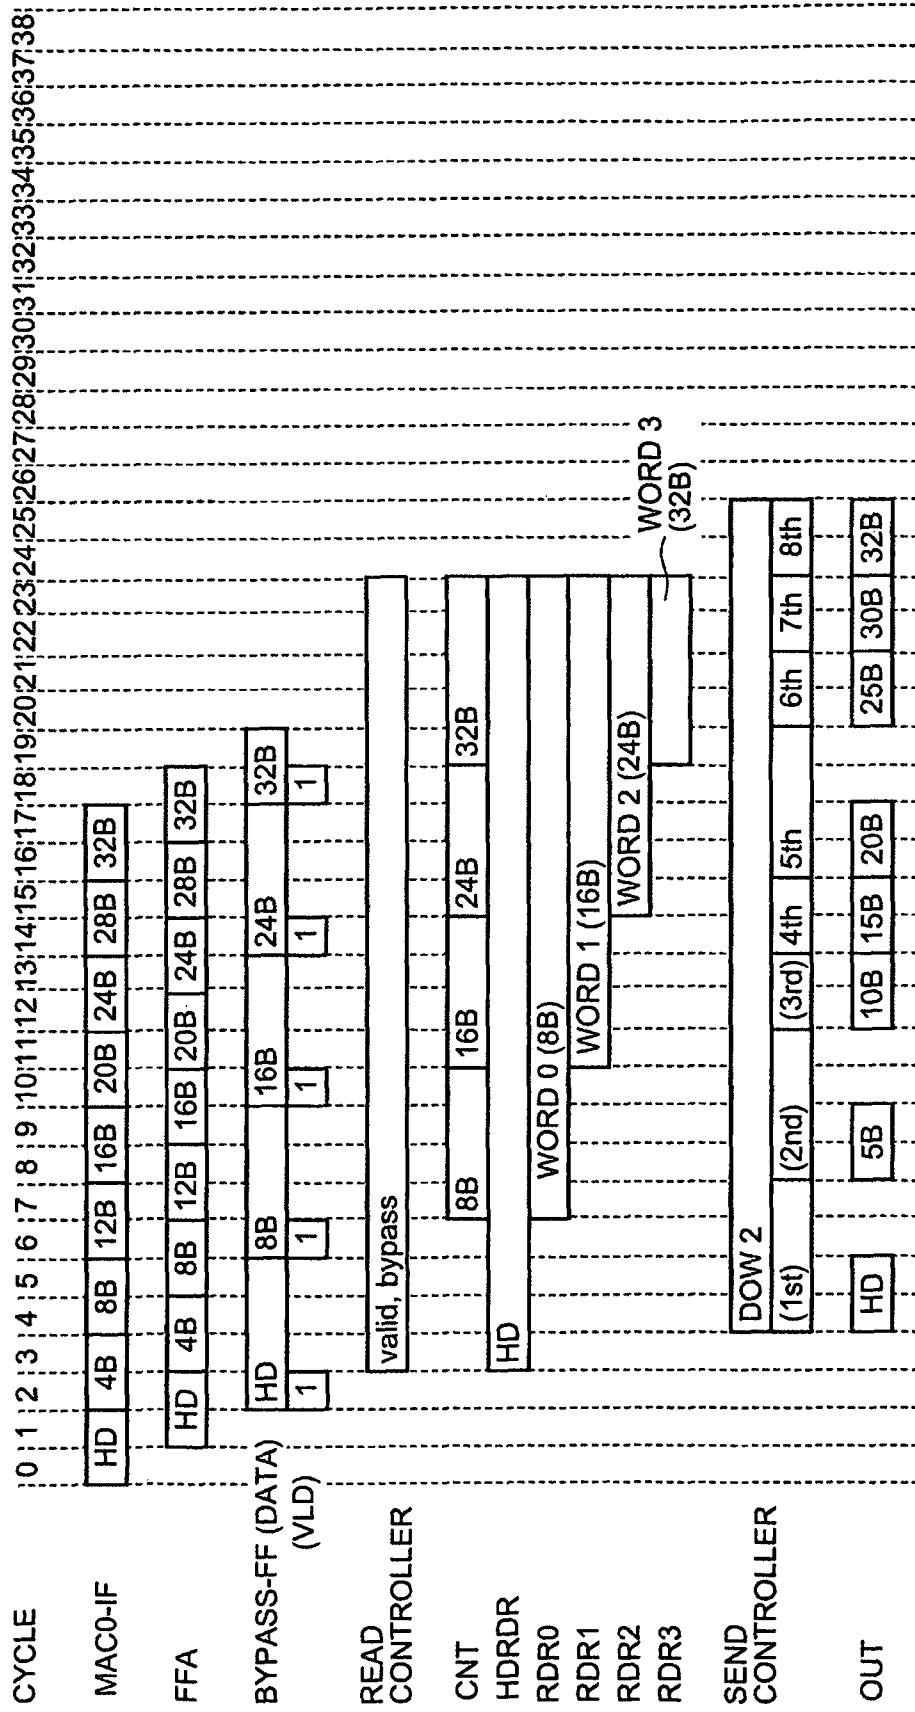 CYCLE 0 1 2 3 4 5 6 7 8 9 10 11 12 13 14 15 16 17 18 19 20 21 22 23 24 25 26 27 28 29 30 31 32 33 34 35 36 37 38
MAC0-IF HD 4B 8B 12B 16B 20B 24B 28B 32B
FFA HD 4B 8B 12B 16B 20B 24B 28B 32B
BYPASS-FF (DATA) HD 8B 16B 24B 32B
(VLD) 1 1 1 1 1
READ
CONTROLLER valid, bypass
CNT 8B 16B 24B 32B
HDRDR HD
RDR0 WORD 0 (8B)
RDR1 WORD 1 (16B)
RDR2 WORD 2 (24B)
RDR3
WORD 3
(32B)
SEND
CONTROLLER
DOW 2
(1st) (2nd) (3rd) 4th 5th 6th 7th 8th
OUT HD 5B 10B 15B 20B 25B 30B 32B